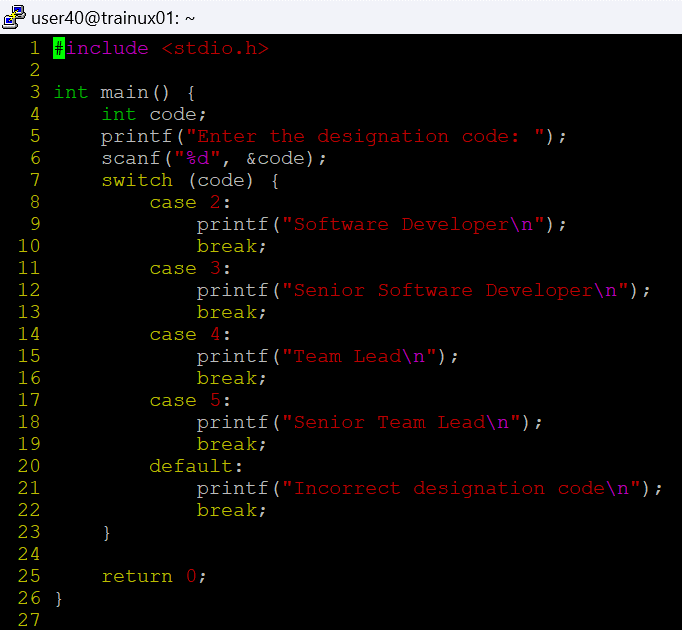 user40@trainux01: ~
1 #include <stdio.h>
2
3 int main() {
4     int code;
5     printf("Enter the designation code: ");
6     scanf("%d", &code);
7     switch (code) {
8         case 2:
9             printf("Software Developer\n");
10             break;
11         case 3:
12             printf("Senior Software Developer\n");
13             break;
14         case 4:
15             printf("Team Lead\n");
16             break;
17         case 5:
18             printf("Senior Team Lead\n");
19             break;
20         default:
21             printf("Incorrect designation code\n");
22             break;
23     }
24
25     return 0;
26 }
27